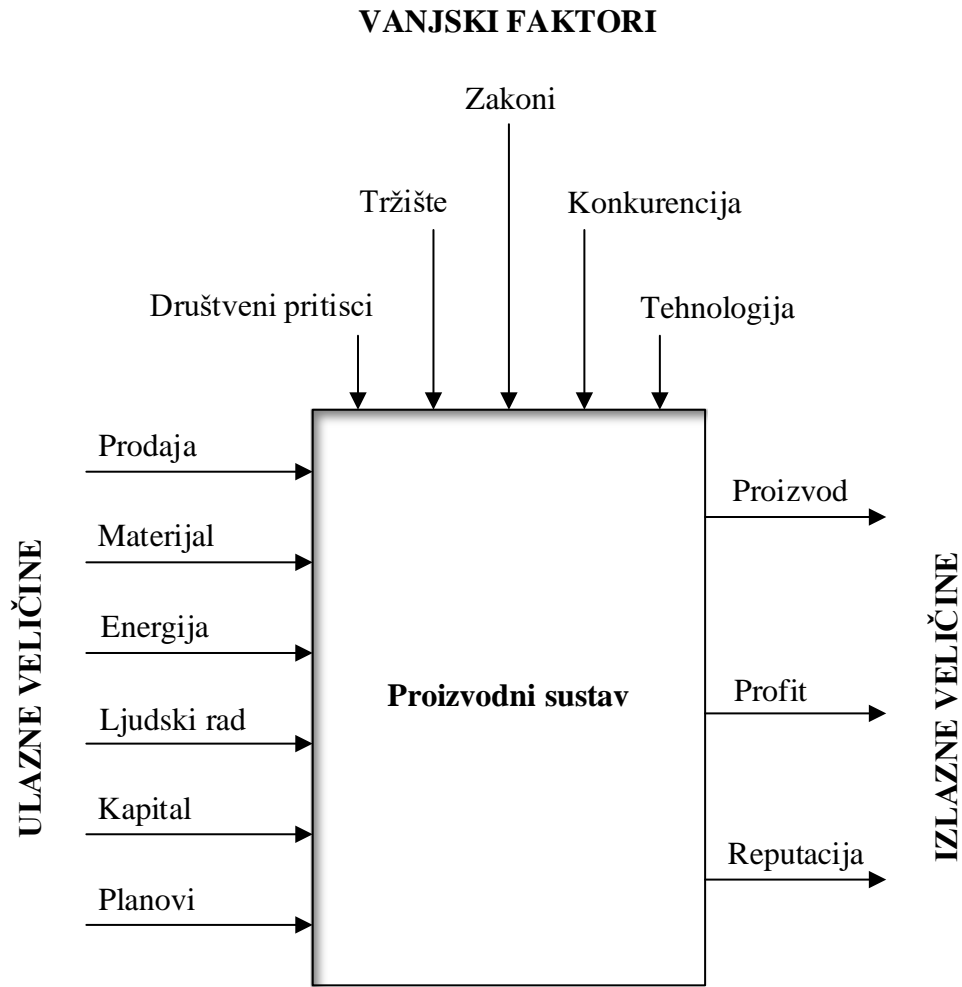 VANJSKI FAKTORI
Zakoni
Tržište
Konkurencija
Društveni pritisci
Tehnologija
ULAZNE VELIČINE
Prodaja
Materijal
Energija
Ljudski rad
Kapital
Planovi
Proizvodni sustav
Proizvod
Profit
Reputacija
IZLAZNE VELIČINE